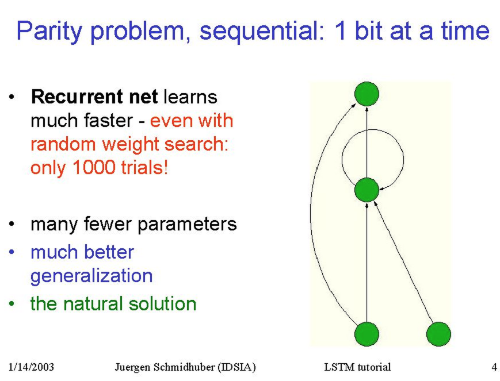 Parity problem, sequential: 1 bit at a time
• Recurrent net learns
much faster - even with
random weight search:
only 1000 trials!
• many fewer parameters
• much better
generalization
• the natural solution
1/14/2003 Juergen Schmidhuber (IDSIA) LSTM tutorial 4